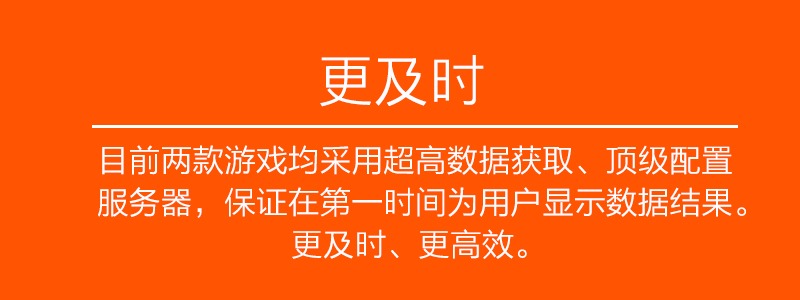 更及时
目前两款游戏均采用超高数据获取、顶级配置
服务器，保证在第一时间为用户显示数据结果。
更及时、更高效。